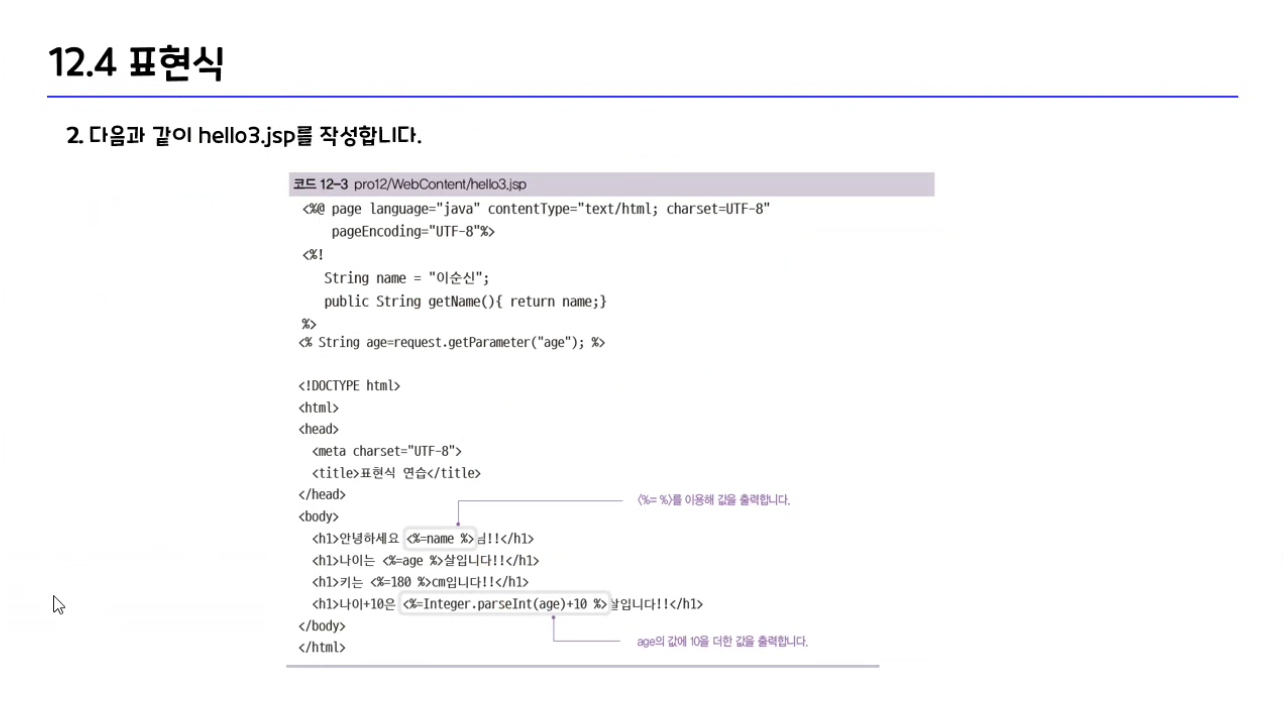 12.4 표현식
2. 다음과 같이 hello3.jsp를 작성합니다.
코드 12-3 pro12/WebContent/hello3.jsp
<%@ page language="java" contentType="text/html; charset=UTF-8"
pageEncoding="UTF-8"%>
<%!
String name = "이순신";
public String getName(){ return name;}
%>
<% String age=request.getParameter("age"); %>
<!DOCTYPE html>
<html>
<head>
<meta charset="UTF-8">
<title>표현식 연습</title>
</head>
<%= %>를 이용해 값을 출력합니다.
<body>
<h1>안녕하세요 <%=name %>님!!</h1>
<h1>나이는 <%=age %>살입니다!!</h1>
<h1>키는 <%=180 %>cm입니다!!</h1>
<h1>나이+10은 <%=Integer.parseInt(age)+10 %>살입니다!!</h1>
</body>
age의 값에 10을 더한 값을 출력합니다.
</html>